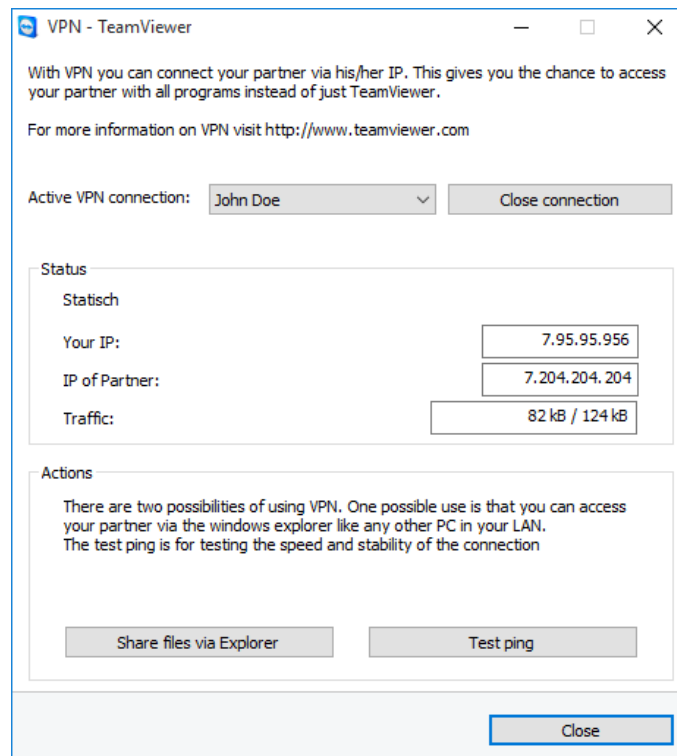 VPN - TeamViewer
With VPN you can connect your partner via his/her IP. This gives you the chance to access
your partner with all programs instead of just TeamViewer.
For more information on VPN visit http://www.teamviewer.com
Active VPN connection: John Doe Close connection
Status
Statisch
Your IP: 7.95.95.956
IP of Partner: 7.204.204.204
Traffic: 82 kB / 124 kB
Actions
There are two possibilities of using VPN. One possible use is that you can access
your partner via the windows explorer like any other PC in your LAN.
The test ping is for testing the speed and stability of the connection
Share files via Explorer Test ping
Close